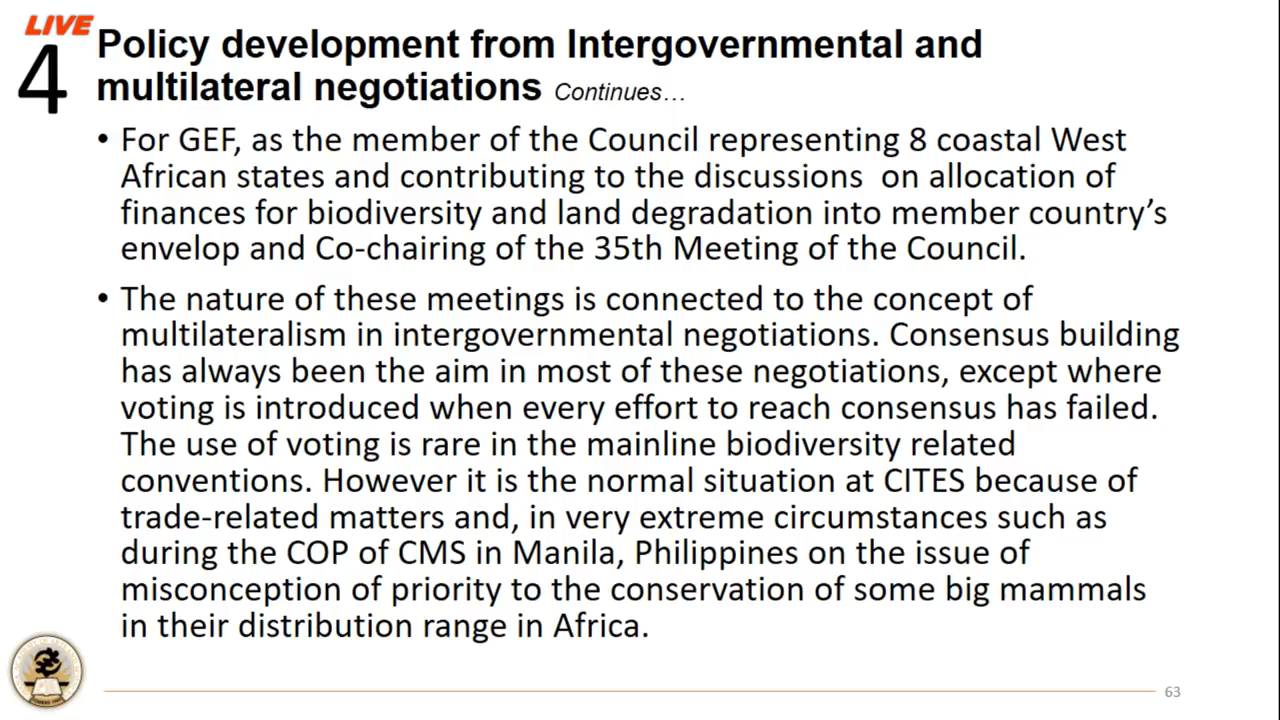 LIVE
4
Policy development from Intergovernmental and
multilateral negotiations Continues…
• For GEF, as the member of the Council representing 8 coastal West
African states and contributing to the discussions  on allocation of
finances for biodiversity and land degradation into member country’s
envelop and Co-chairing of the 35th Meeting of the Council.
• The nature of these meetings is connected to the concept of
multilateralism in intergovernmental negotiations. Consensus building
has always been the aim in most of these negotiations, except where
voting is introduced when every effort to reach consensus has failed.
The use of voting is rare in the mainline biodiversity related
conventions. However it is the normal situation at CITES because of
trade-related matters and, in very extreme circumstances such as
during the COP of CMS in Manila, Philippines on the issue of
misconception of priority to the conservation of some big mammals
in their distribution range in Africa.
63